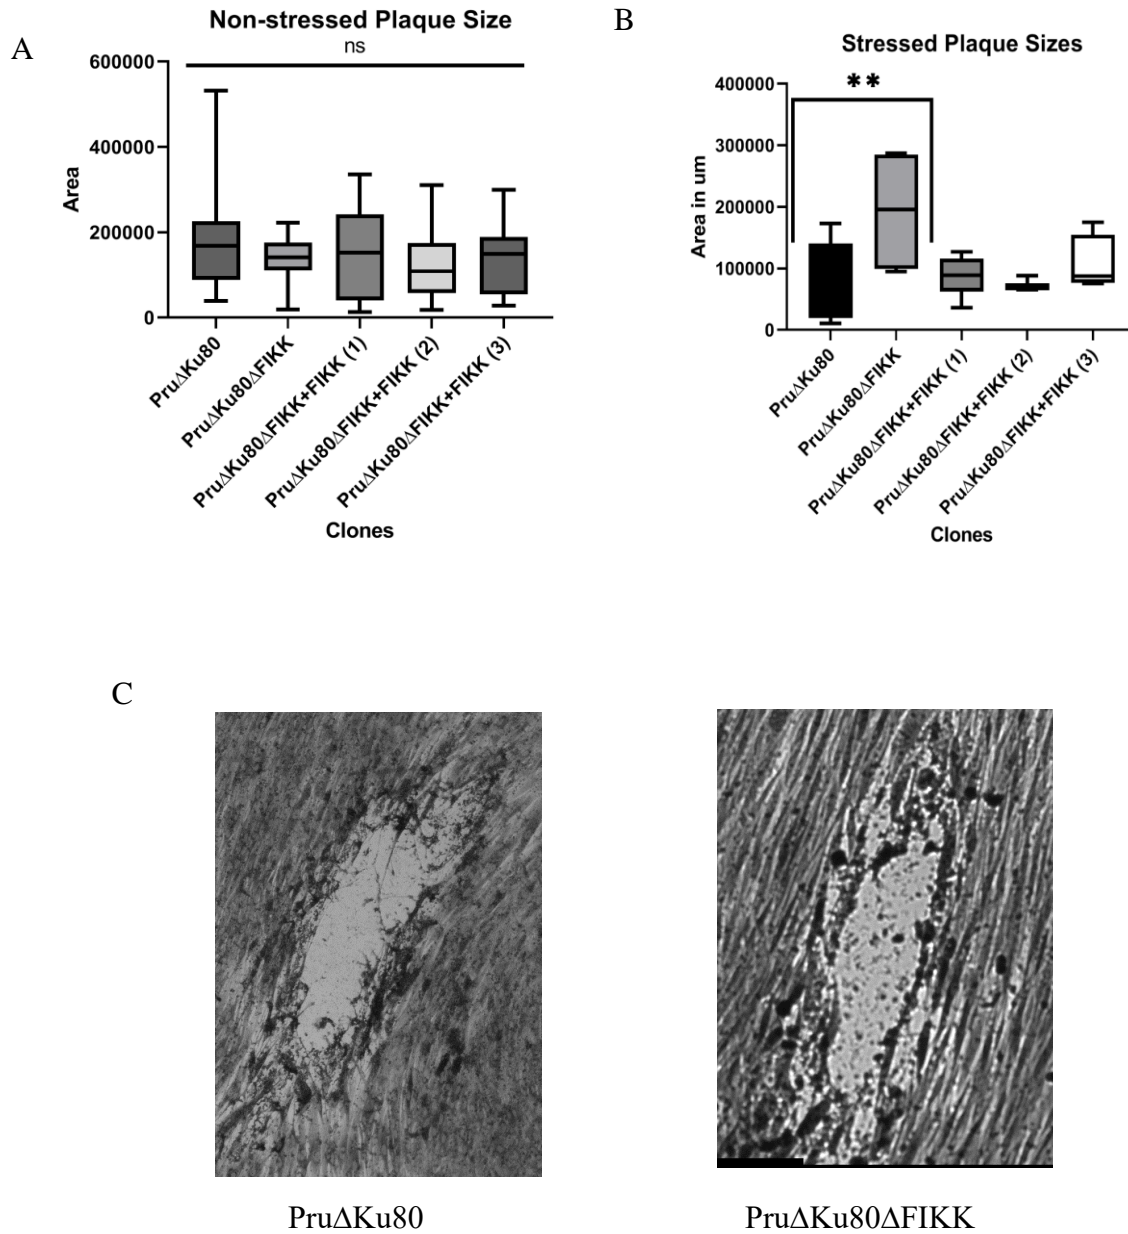 A
Non-stressed Plaque Size
ns
600000
400000
200000
0
Area
PruΔKu80
PruΔKu80ΔFIKK
PruΔKu80ΔFIKK+FIKK (1)
PruΔKu80ΔFIKK+FIKK (2)
PruΔKu80ΔFIKK+FIKK (3)
Clones
B
Stressed Plaque Sizes
**
400000
300000
200000
100000
0
Area in um
PruΔKu80
PruΔKu80ΔFIKK
PruΔKu80ΔFIKK+FIKK (1)
PruΔKu80ΔFIKK+FIKK (2)
PruΔKu80ΔFIKK+FIKK (3)
Clones
C
PruΔKu80
PruΔKu80ΔFIKK